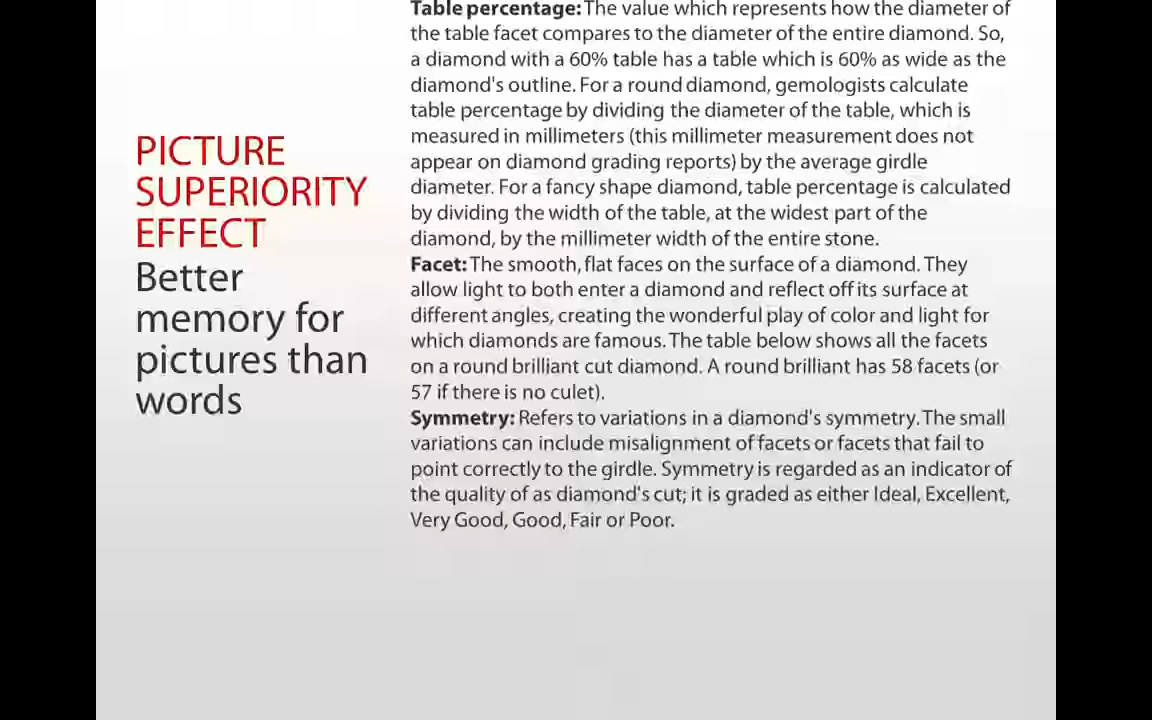 PICTURE
SUPERIORITY
EFFECT
Better
memory for
pictures than
words
Table percentage: The value which represents how the diameter of
the table facet compares to the diameter of the entire diamond. So,
a diamond with a 60% table has a table which is 60% as wide as the
diamond's outline. For a round diamond, gemologists calculate
table percentage by dividing the diameter of the table, which is
measured in millimeters (this millimeter measurement does not
appear on diamond grading reports) by the average girdle
diameter. For a fancy shape diamond, table percentage is calculated
by dividing the width of the table, at the widest part of the
diamond, by the millimeter width of the entire stone.
Facet: The smooth, flat faces on the surface of a diamond. They
allow light to both enter a diamond and reflect off its surface at
different angles, creating the wonderful play of color and light for
which diamonds are famous. The table below shows all the facets
on a round brilliant cut diamond. A round brilliant has 58 facets (or
57 if there is no culet).
Symmetry: Refers to variations in a diamond's symmetry. The small
variations can include misalignment of facets or facets that fail to
point correctly to the girdle. Symmetry is regarded as an indicator of
the quality of as diamond's cut; it is graded as either Ideal, Excellent,
Very Good, Good, Fair or Poor.